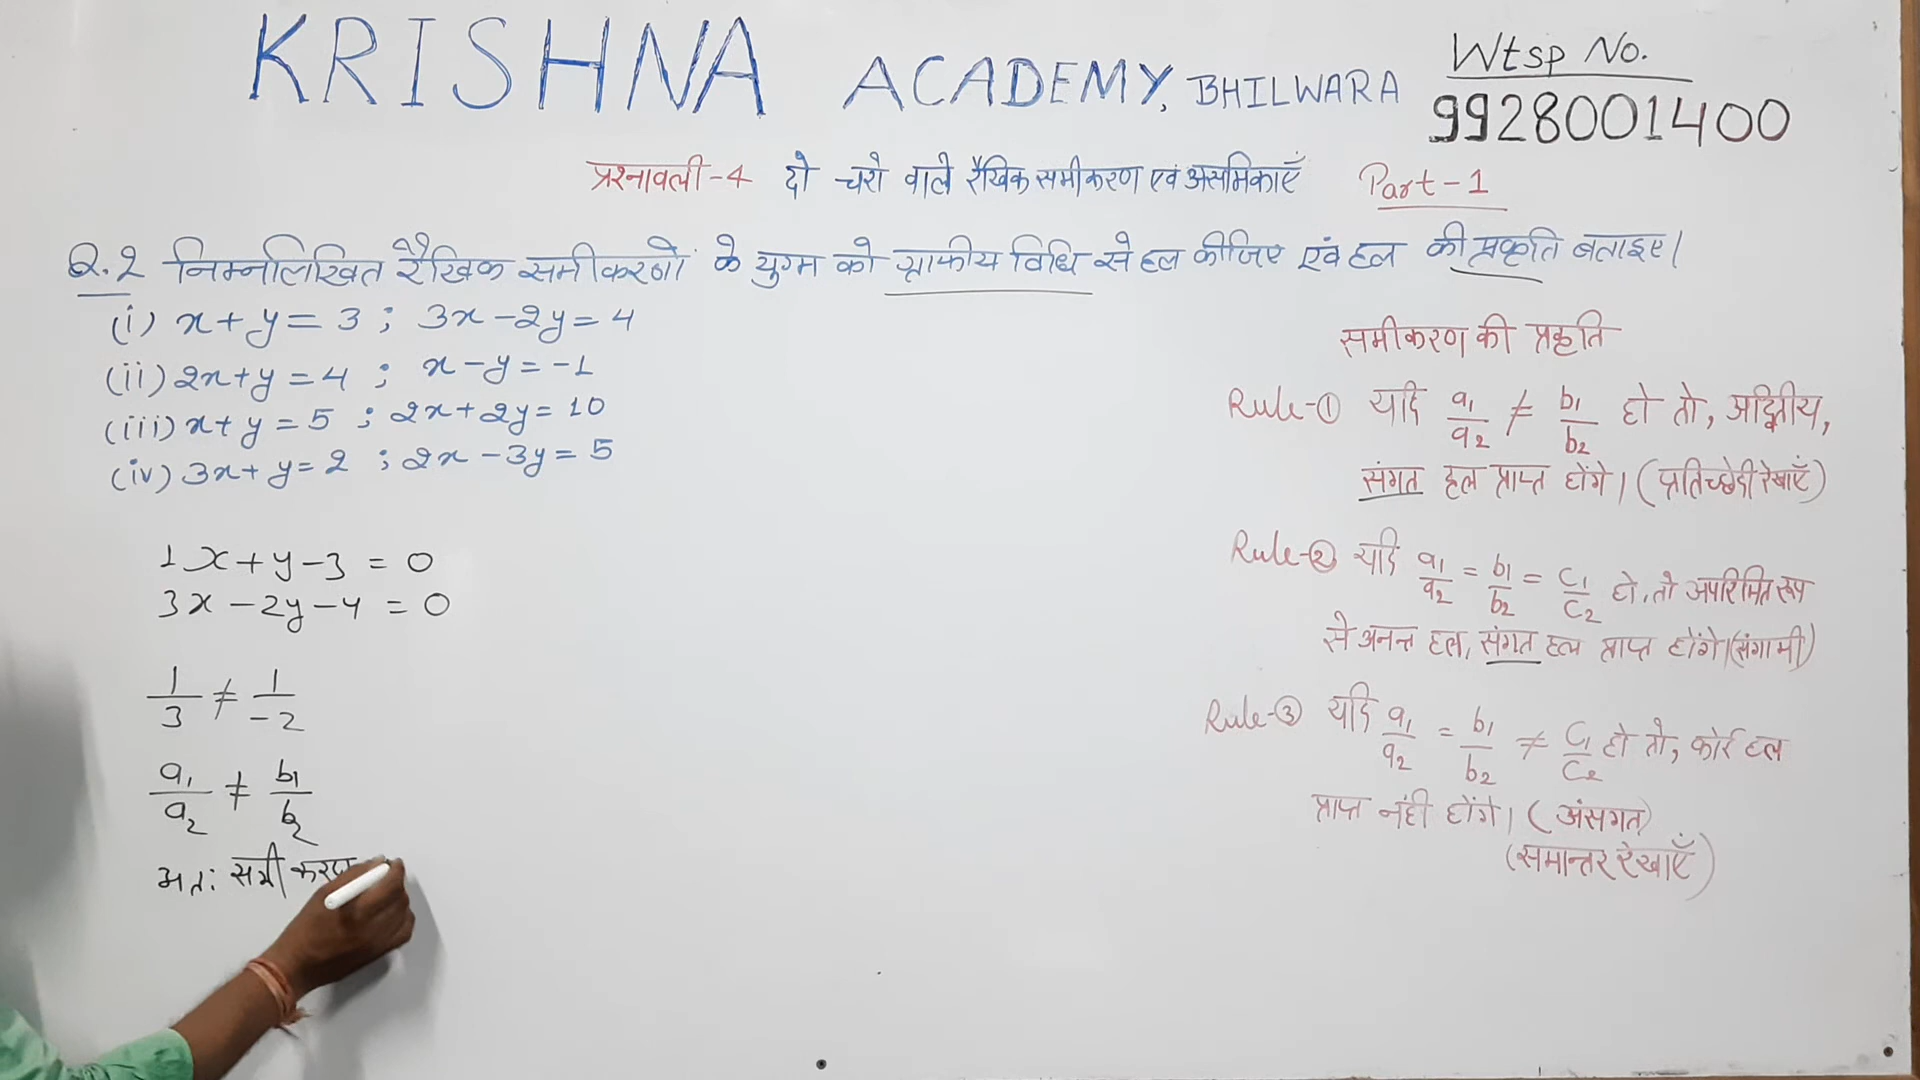 KRISHNA ACADEMY, BHILWARA
Wtsp No.
9928001400
प्रश्नावली-4 दो चरो वाले रैखिक समीकरण एवं असमिकाएँ Part-1
Q.2 निम्नलिखित रैखिक समीकरणों के युग्म को ग्राफीय विधि से हल कीजिए एवं हल की प्रकृति बताइए।
(i) x+y=3 ; 3x-2y=4
(ii) 2x+y=4 ; x-y=-1
(iii) x+y=5 ; 2x+2y=10
(iv) 3x+y=2 ; 2x-3y=5
1x+y-3=0
3x-2y-4=0
1/3 ≠ 1/-2
a₁/a₂ ≠ b₁/b₂
अतः समीकरण
समीकरण की प्रकृति
Rule-① यदि a₁/a₂ ≠ b₁/b₂ हो तो, अद्वितीय,
संगत हल प्राप्त होंगे। (प्रतिच्छेदी रेखाएँ)
Rule-② यदि a₁/a₂ = b₁/b₂ = c₁/c₂ हो, तो अपरिमित रूप
से अनन्त हल, संगत हल प्राप्त होंगे। (संगामी)
Rule-③ यदि a₁/a₂ = b₁/b₂ ≠ c₁/c₂ हो तो, कोई हल
प्राप्त नंही होंगे। (अंसगत)
(समान्तर रेखाएँ)